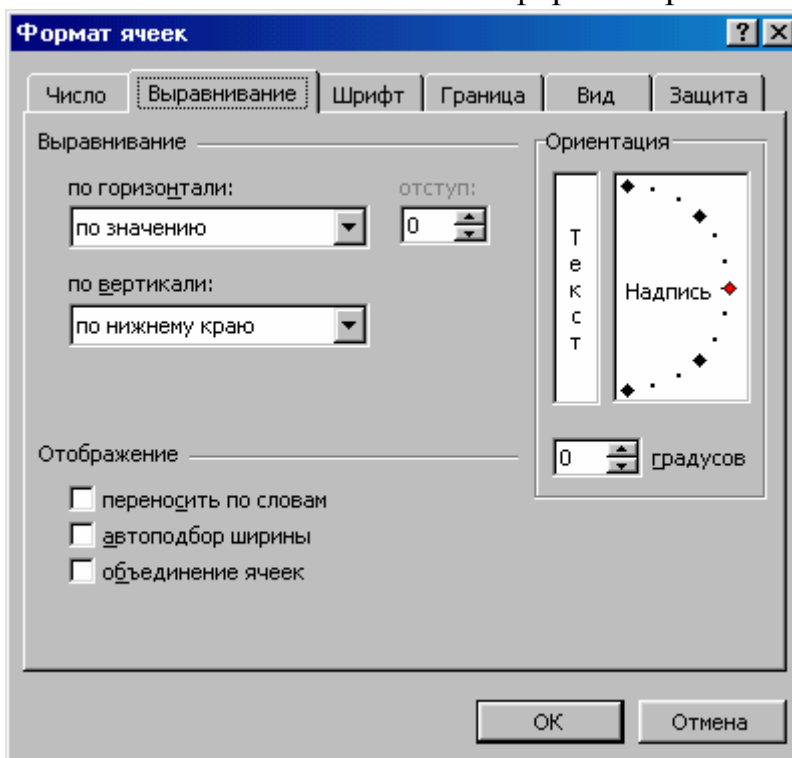 Формат ячеек
Число Выравнивание Шрифт Граница Вид Защита
Выравнивание
по горизонтали: отступ:
по значению 0
по вертикали:
по нижнему краю
Ориентация
Текст
Надпись
0 градусов
Отображение
переносить по словам
автоподбор ширины
объединение ячеек
ОК Отмена